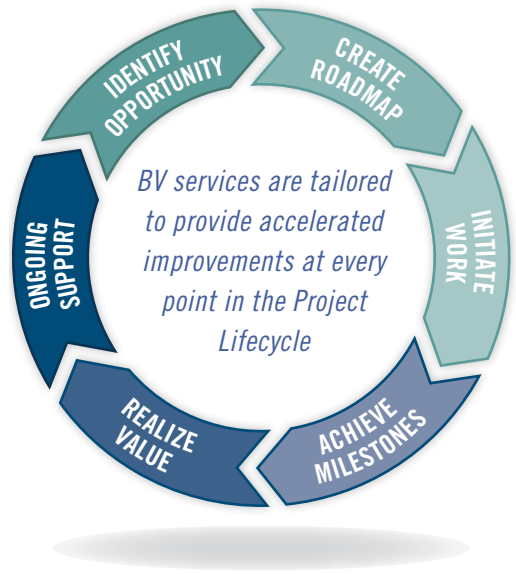 IDENTIFY
OPPORTUNITY
CREATE
ROADMAP
INITIATE
WORK
ACHIEVE
MILESTONES
REALIZE
VALUE
ONGOING
SUPPORT
BV services are tailored
to provide accelerated
improvements at every
point in the Project
Lifecycle